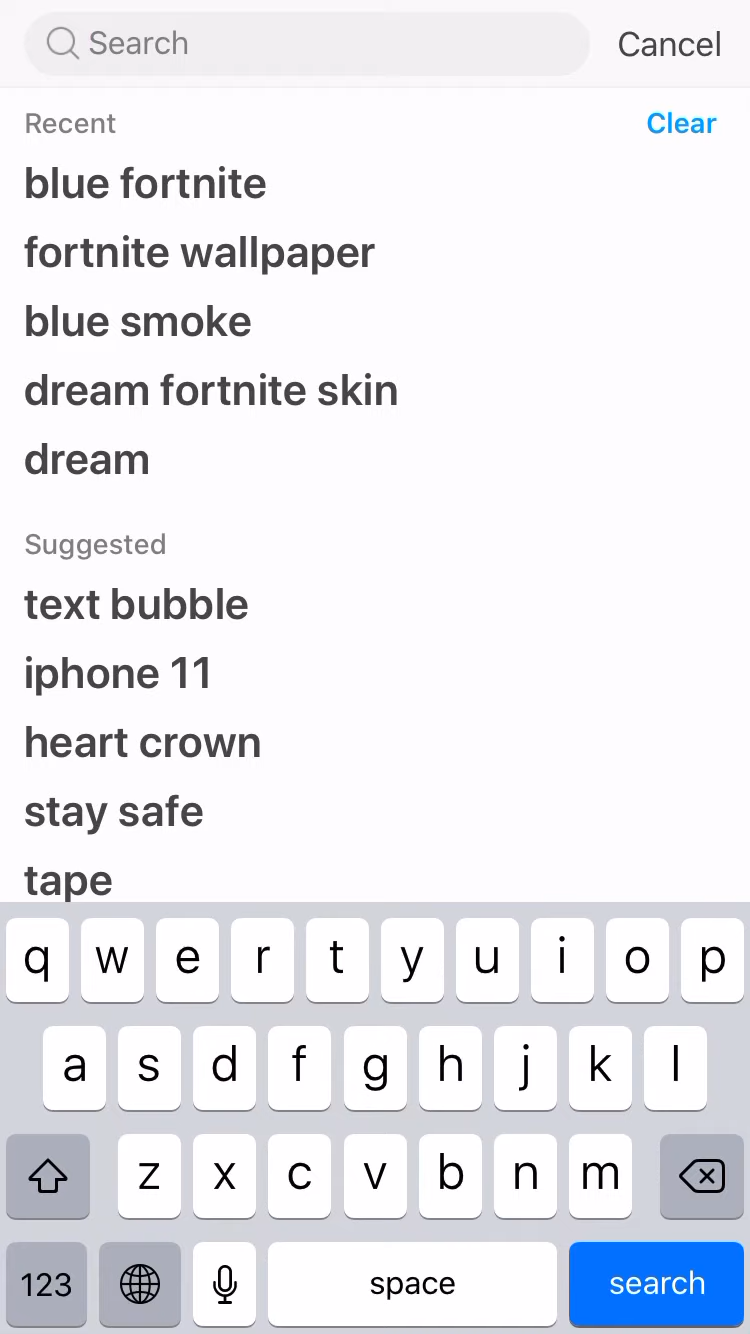 Search Cancel
Recent Clear
blue fortnite
fortnite wallpaper
blue smoke
dream fortnite skin
dream
Suggested
text bubble
iphone 11
heart crown
stay safe
tape
q w e r t y u i o p
a s d f g h j k l
z x c v b n m
123 space search